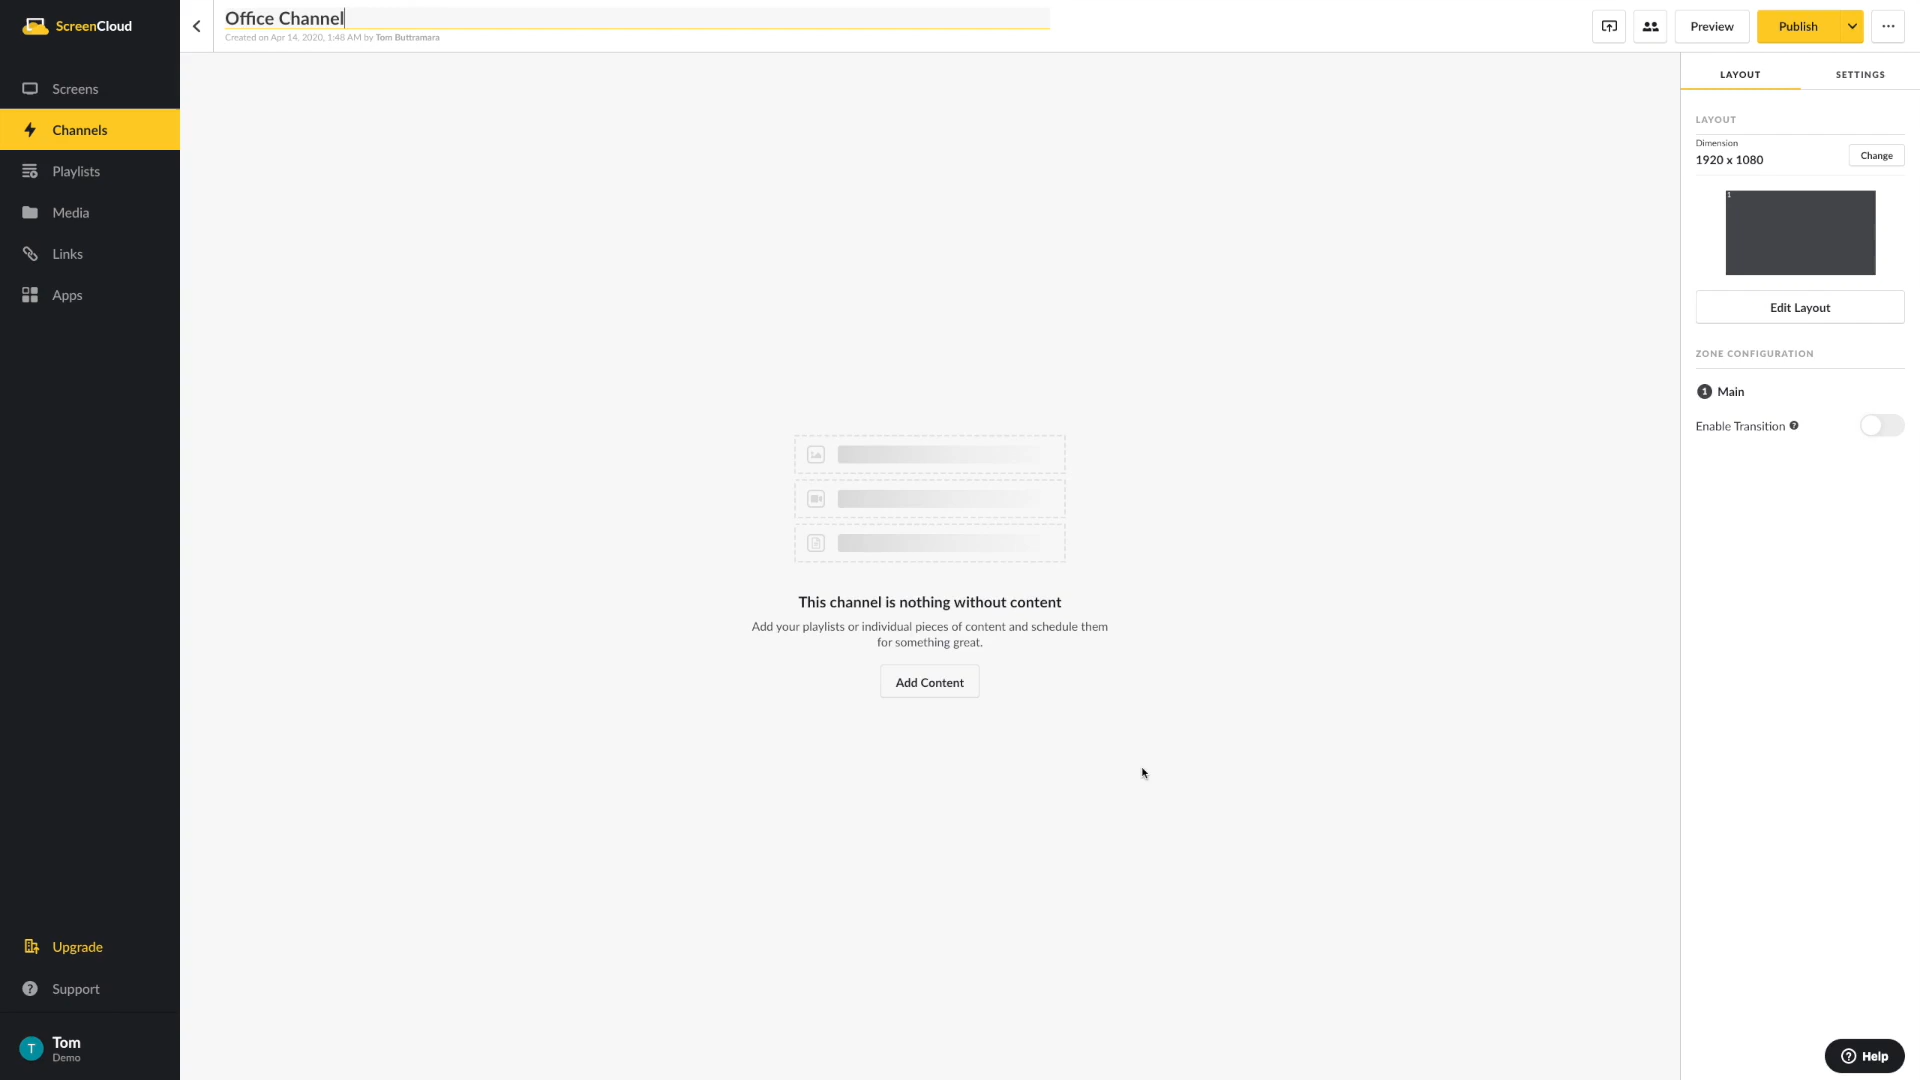 ScreenCloud
Office Channel
Created on Apr 14, 2020, 1:48 AM by Tom Buttramara
Preview
Publish
Screens
Channels
Playlists
Media
Links
Apps
LAYOUT
SETTINGS
LAYOUT
Dimension
1920 x 1080
Change
1
Edit Layout
ZONE CONFIGURATION
1 Main
Enable Transition ?
This channel is nothing without content
Add your playlists or individual pieces of content and schedule them
for something great.
Add Content
Upgrade
? Support
T
Tom
Demo
? Help